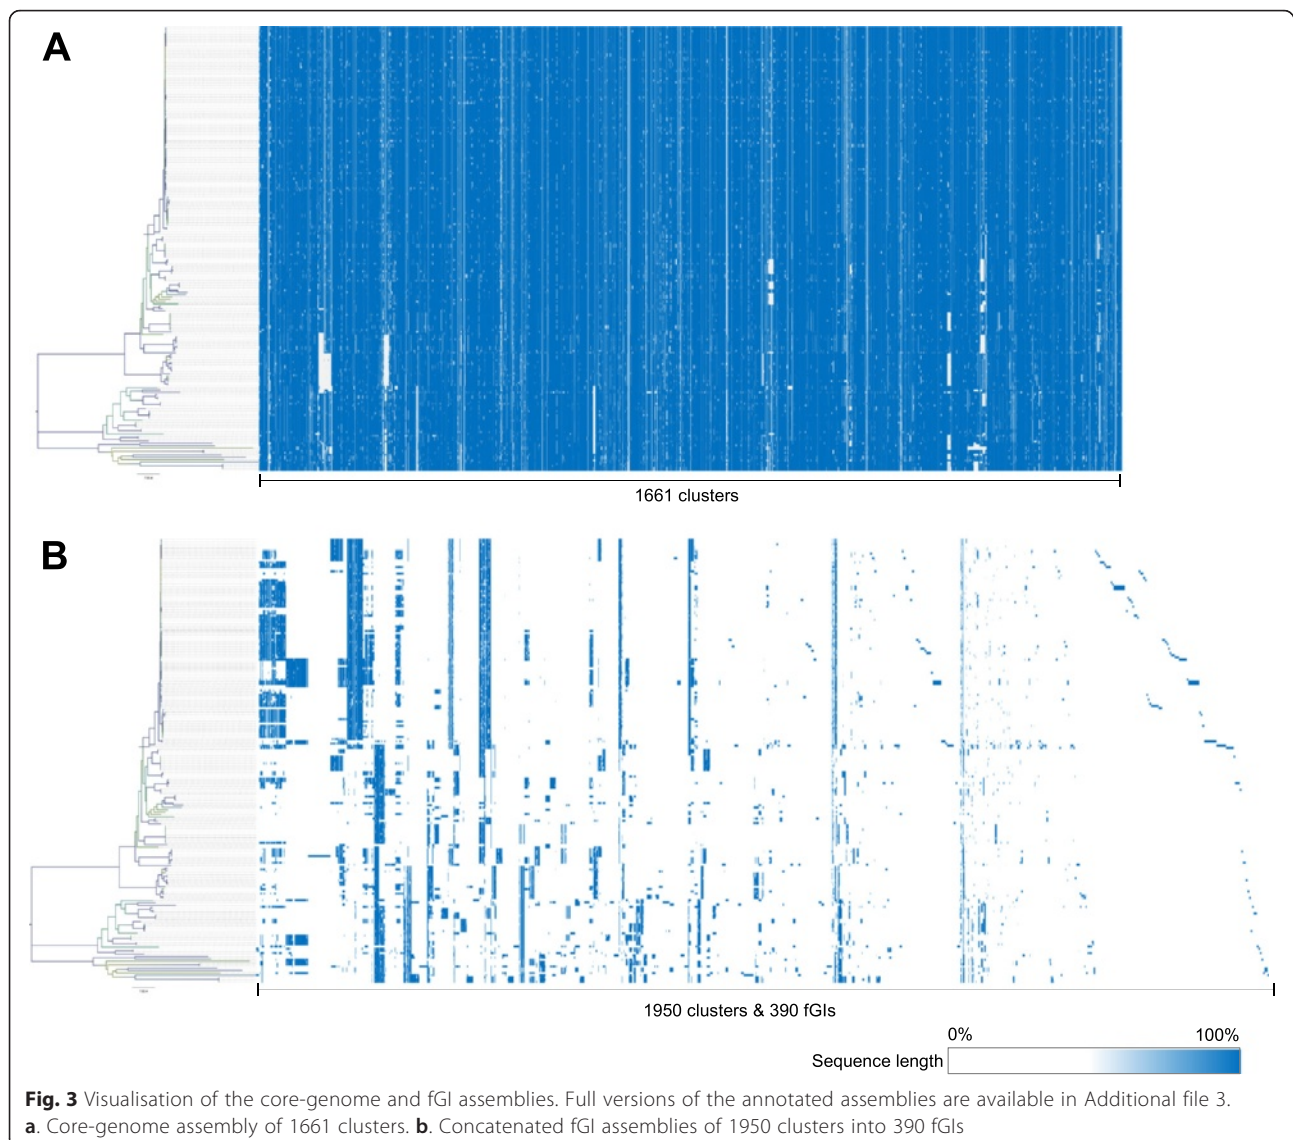 A
1661 clusters
B
1950 clusters & 390 fGIs
0% 100%
Sequence length
Fig. 3 Visualisation of the core-genome and fGI assemblies. Full versions of the annotated assemblies are available in Additional file 3.
a. Core-genome assembly of 1661 clusters. b. Concatenated fGI assemblies of 1950 clusters into 390 fGIs